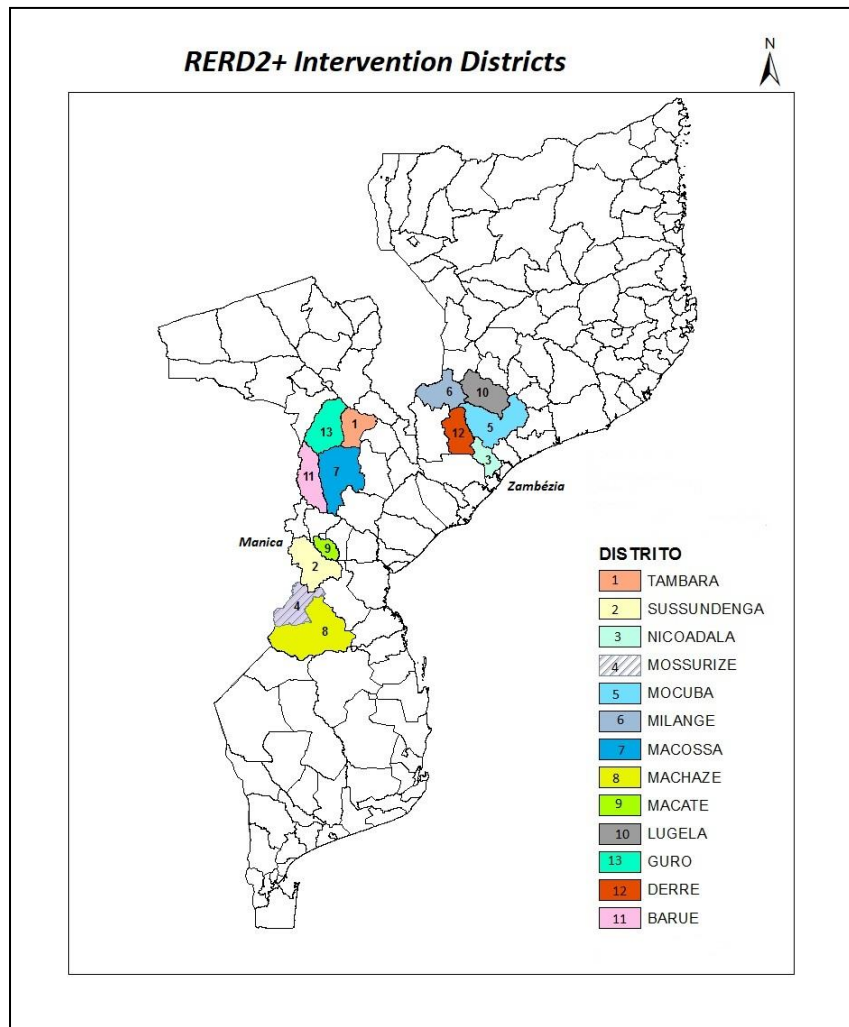 RERD2+ Intervention Districts
N
6
10
13
1
5
12
11
7
3
Zambézia
Manica
9
2
4
8
DISTRITO
1 TAMBARA
2 SUSSUNDENGA
3 NICOADALA
4 MOSSURIZE
5 MOCUBA
6 MILANGE
7 MACOSSA
8 MACHAZE
9 MACATE
10 LUGELA
13 GURO
12 DERRE
11 BARUE